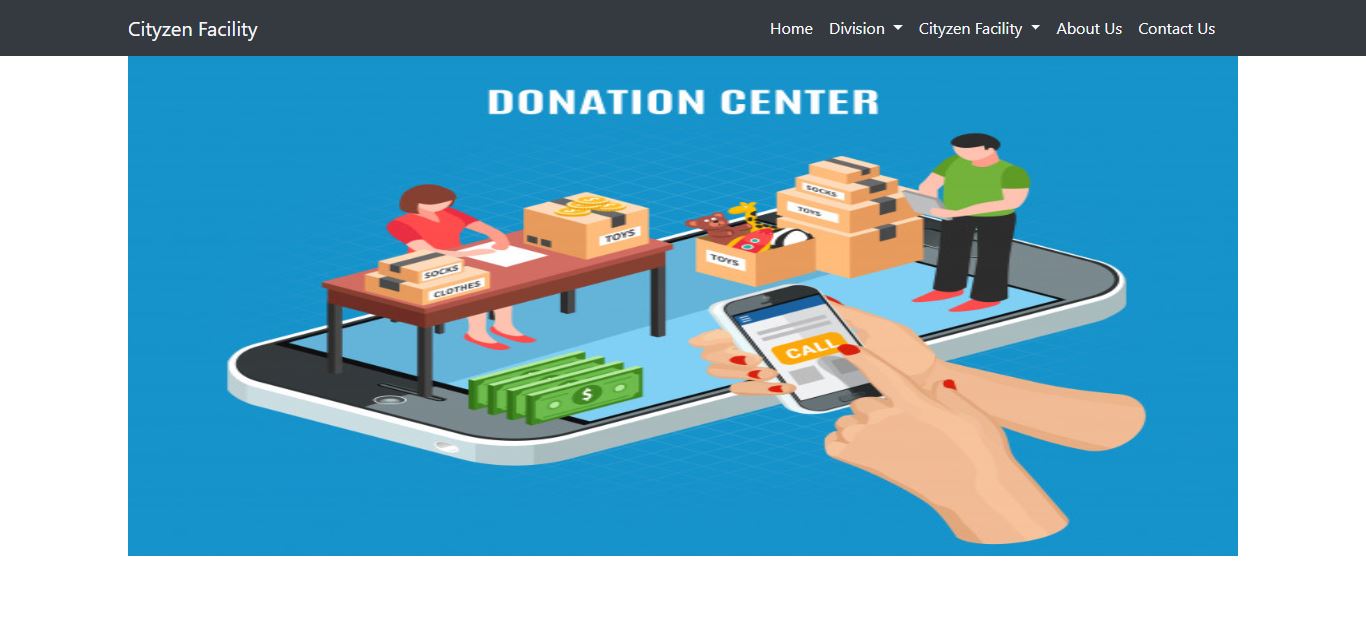 Cityzen Facility
Home Division Cityzen Facility About Us Contact Us
DONATION CENTER
SOCKS
TOYS
TOYS
SOCKS
CLOTHES
TOYS
CALL
$